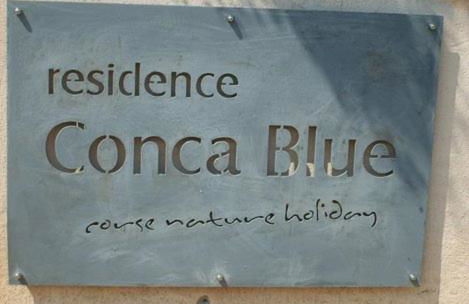 residence
Conca Blue
corse nature holiday